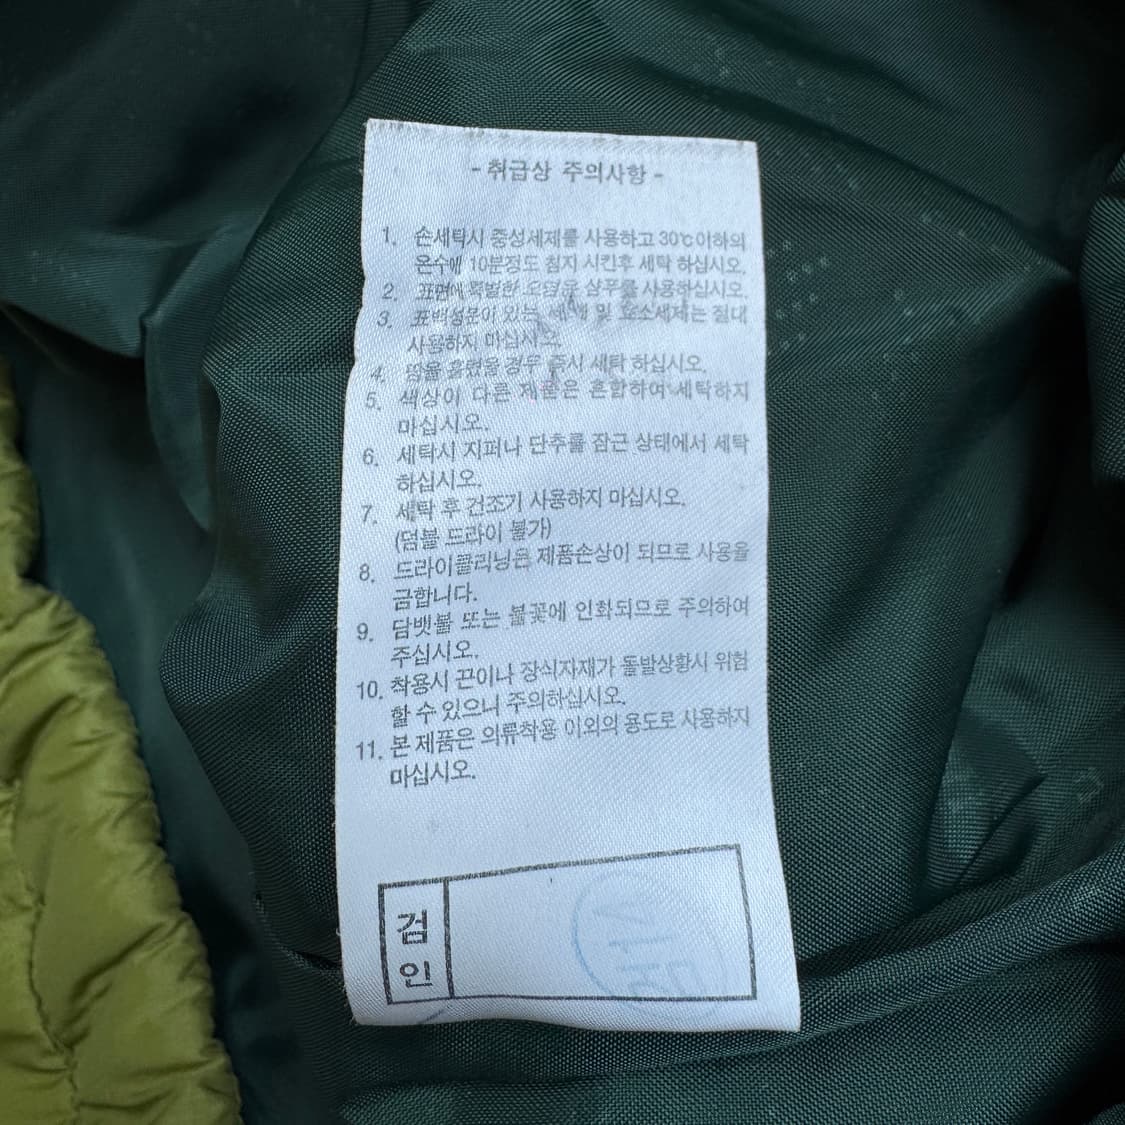 - 취급상 주의사항 -
1. 손세탁시 중성세제를 사용하고 30℃이하의
온수에 10분정도 침지 시킨후 세탁 하십시오.
2. 표면에 특별한 오염은 샴푸를 사용하십시오.
3. 표백성분이 있는 세제 및 효소세제는 절대
사용하지 마십시오.
4. 땀을 흘렸을 경우 즉시 세탁 하십시오.
5. 색상이 다른 제품은 혼합하여 세탁하지
마십시오.
6. 세탁시 지퍼나 단추를 잠근 상태에서 세탁
하십시오.
7. 세탁 후 건조기 사용하지 마십시오.
(덤블 드라이 불가)
8. 드라이클리닝은 제품손상이 되므로 사용을
금합니다.
9. 담뱃불 또는 불꽃에 인화되므로 주의하여
주십시오.
10. 착용시 끈이나 장식자재가 돌발상황시 위험
할 수 있으니 주의하십시오.
11. 본 제품은 의류착용 이외의 용도로 사용하지
마십시오.
검
인